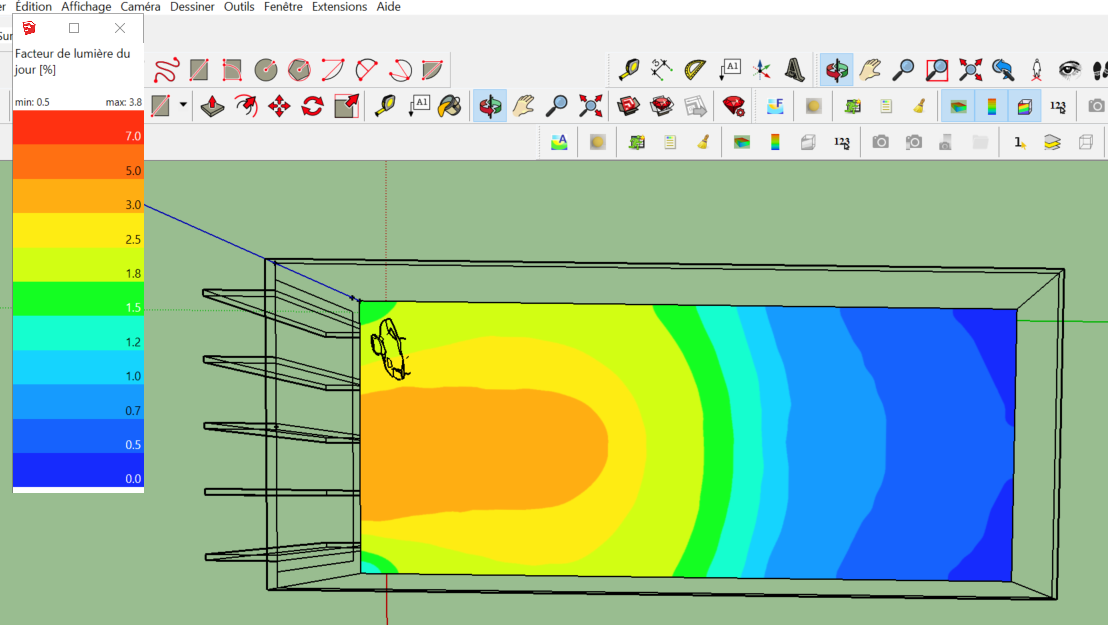 er Édition Affichage Caméra Dessiner Outils Fenêtre Extensions Aide
Sur
Facteur de lumière du
jour [%]
min: 0.5 max: 3.8
7.0
5.0
3.0
2.5
1.8
1.5
1.2
1.0
0.7
0.5
0.0
A1
A1
F
123
A
123
1